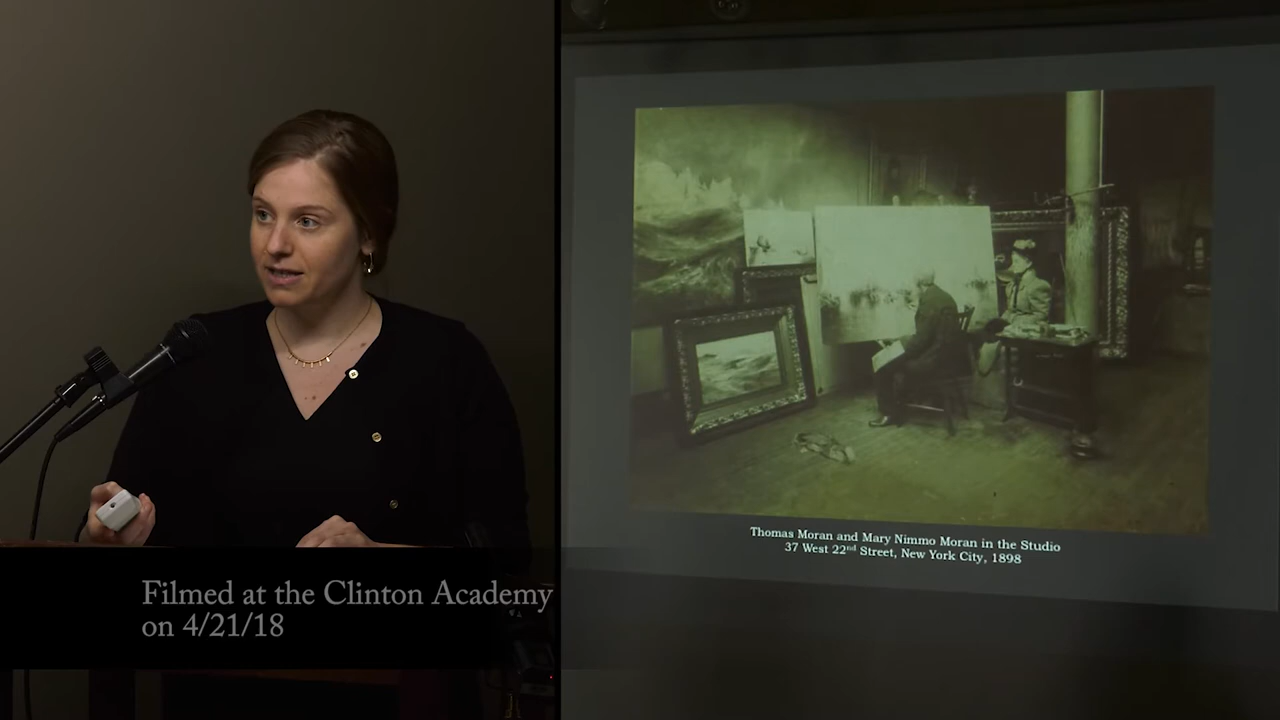 Filmed at the Clinton Academy
on 4/21/18
Thomas Moran and Mary Nimmo Moran in the Studio
37 West 22nd Street, New York City, 1898